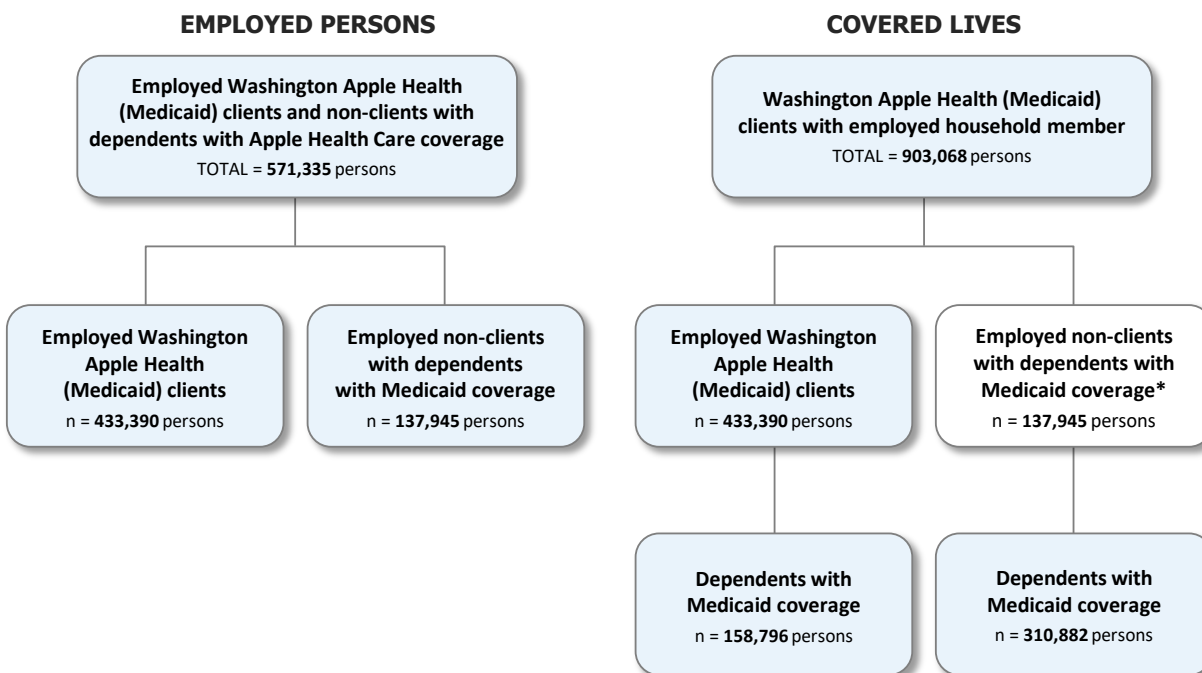 EMPLOYED PERSONS
Employed Washington Apple Health
(Medicaid) clients and non-clients with
dependents with Apple Health Care coverage
TOTAL = 571,335 persons
Employed Washington
Apple Health
(Medicaid) clients
n = 433,390 persons
Employed non-clients
with dependents
with Medicaid coverage
n = 137,945 persons
COVERED LIVES
Washington Apple Health (Medicaid)
clients with employed household member
TOTAL = 903,068 persons
Employed Washington
Apple Health
(Medicaid) clients
n = 433,390 persons
Employed non-clients
with dependents with
Medicaid coverage*
n = 137,945 persons
Dependents with
Medicaid coverage
n = 158,796 persons
Dependents with
Medicaid coverage
n = 310,882 persons